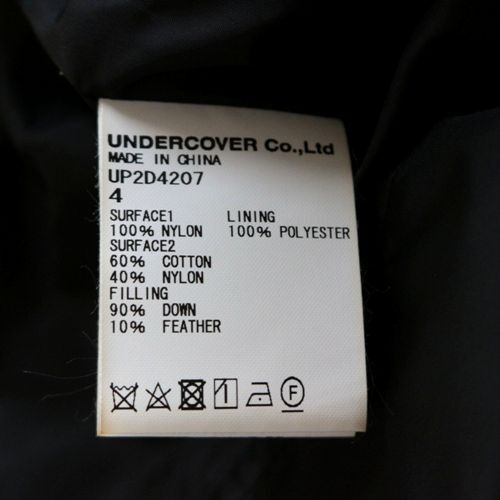 UNDERCOVER Co.,Ltd
MADE IN CHINA
UP2D4207
4
SURFACE1 LINING
100% NYLON 100% POLYESTER
SURFACE2
60% COTTON
40% NYLON
FILLING
90% DOWN
10% FEATHER
F